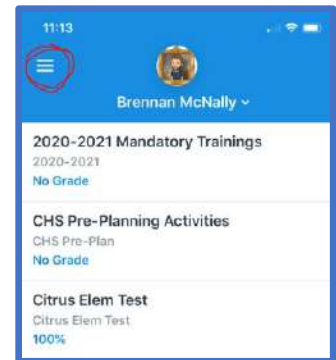 11:13
Brennan McNally
2020-2021 Mandatory Trainings
2020-2021
No Grade
CHS Pre-Planning Activities
CHS Pre-Plan
No Grade
Citrus Elem Test
Citrus Elem Test
100%